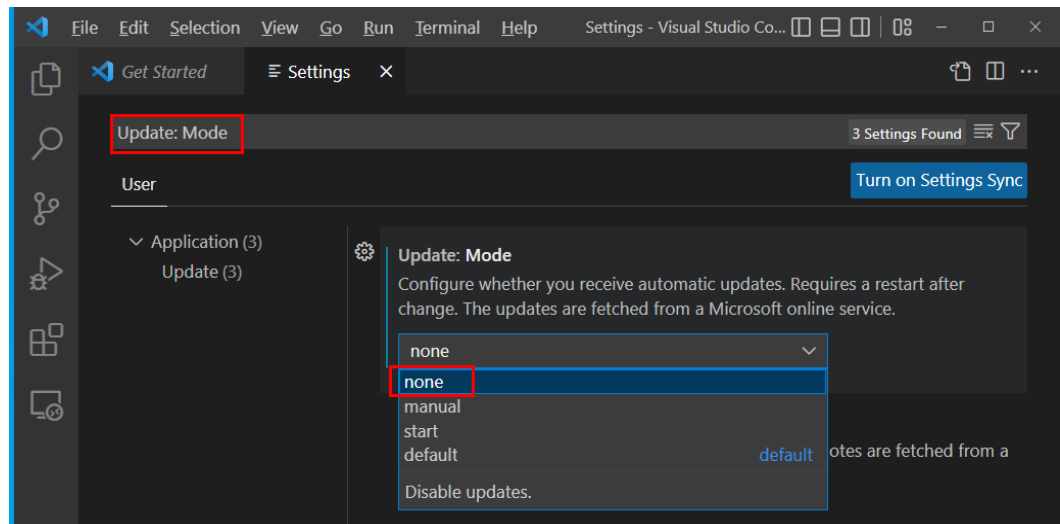 File Edit Selection View Go Run Terminal Help Settings - Visual Studio Co...
Get Started Settings
Update: Mode 3 Settings Found
User Turn on Settings Sync
Application (3)
Update (3)
Update: Mode
Configure whether you receive automatic updates. Requires a restart after
change. The updates are fetched from a Microsoft online service.
none
none
manual
start
default default
otes are fetched from a
Disable updates.